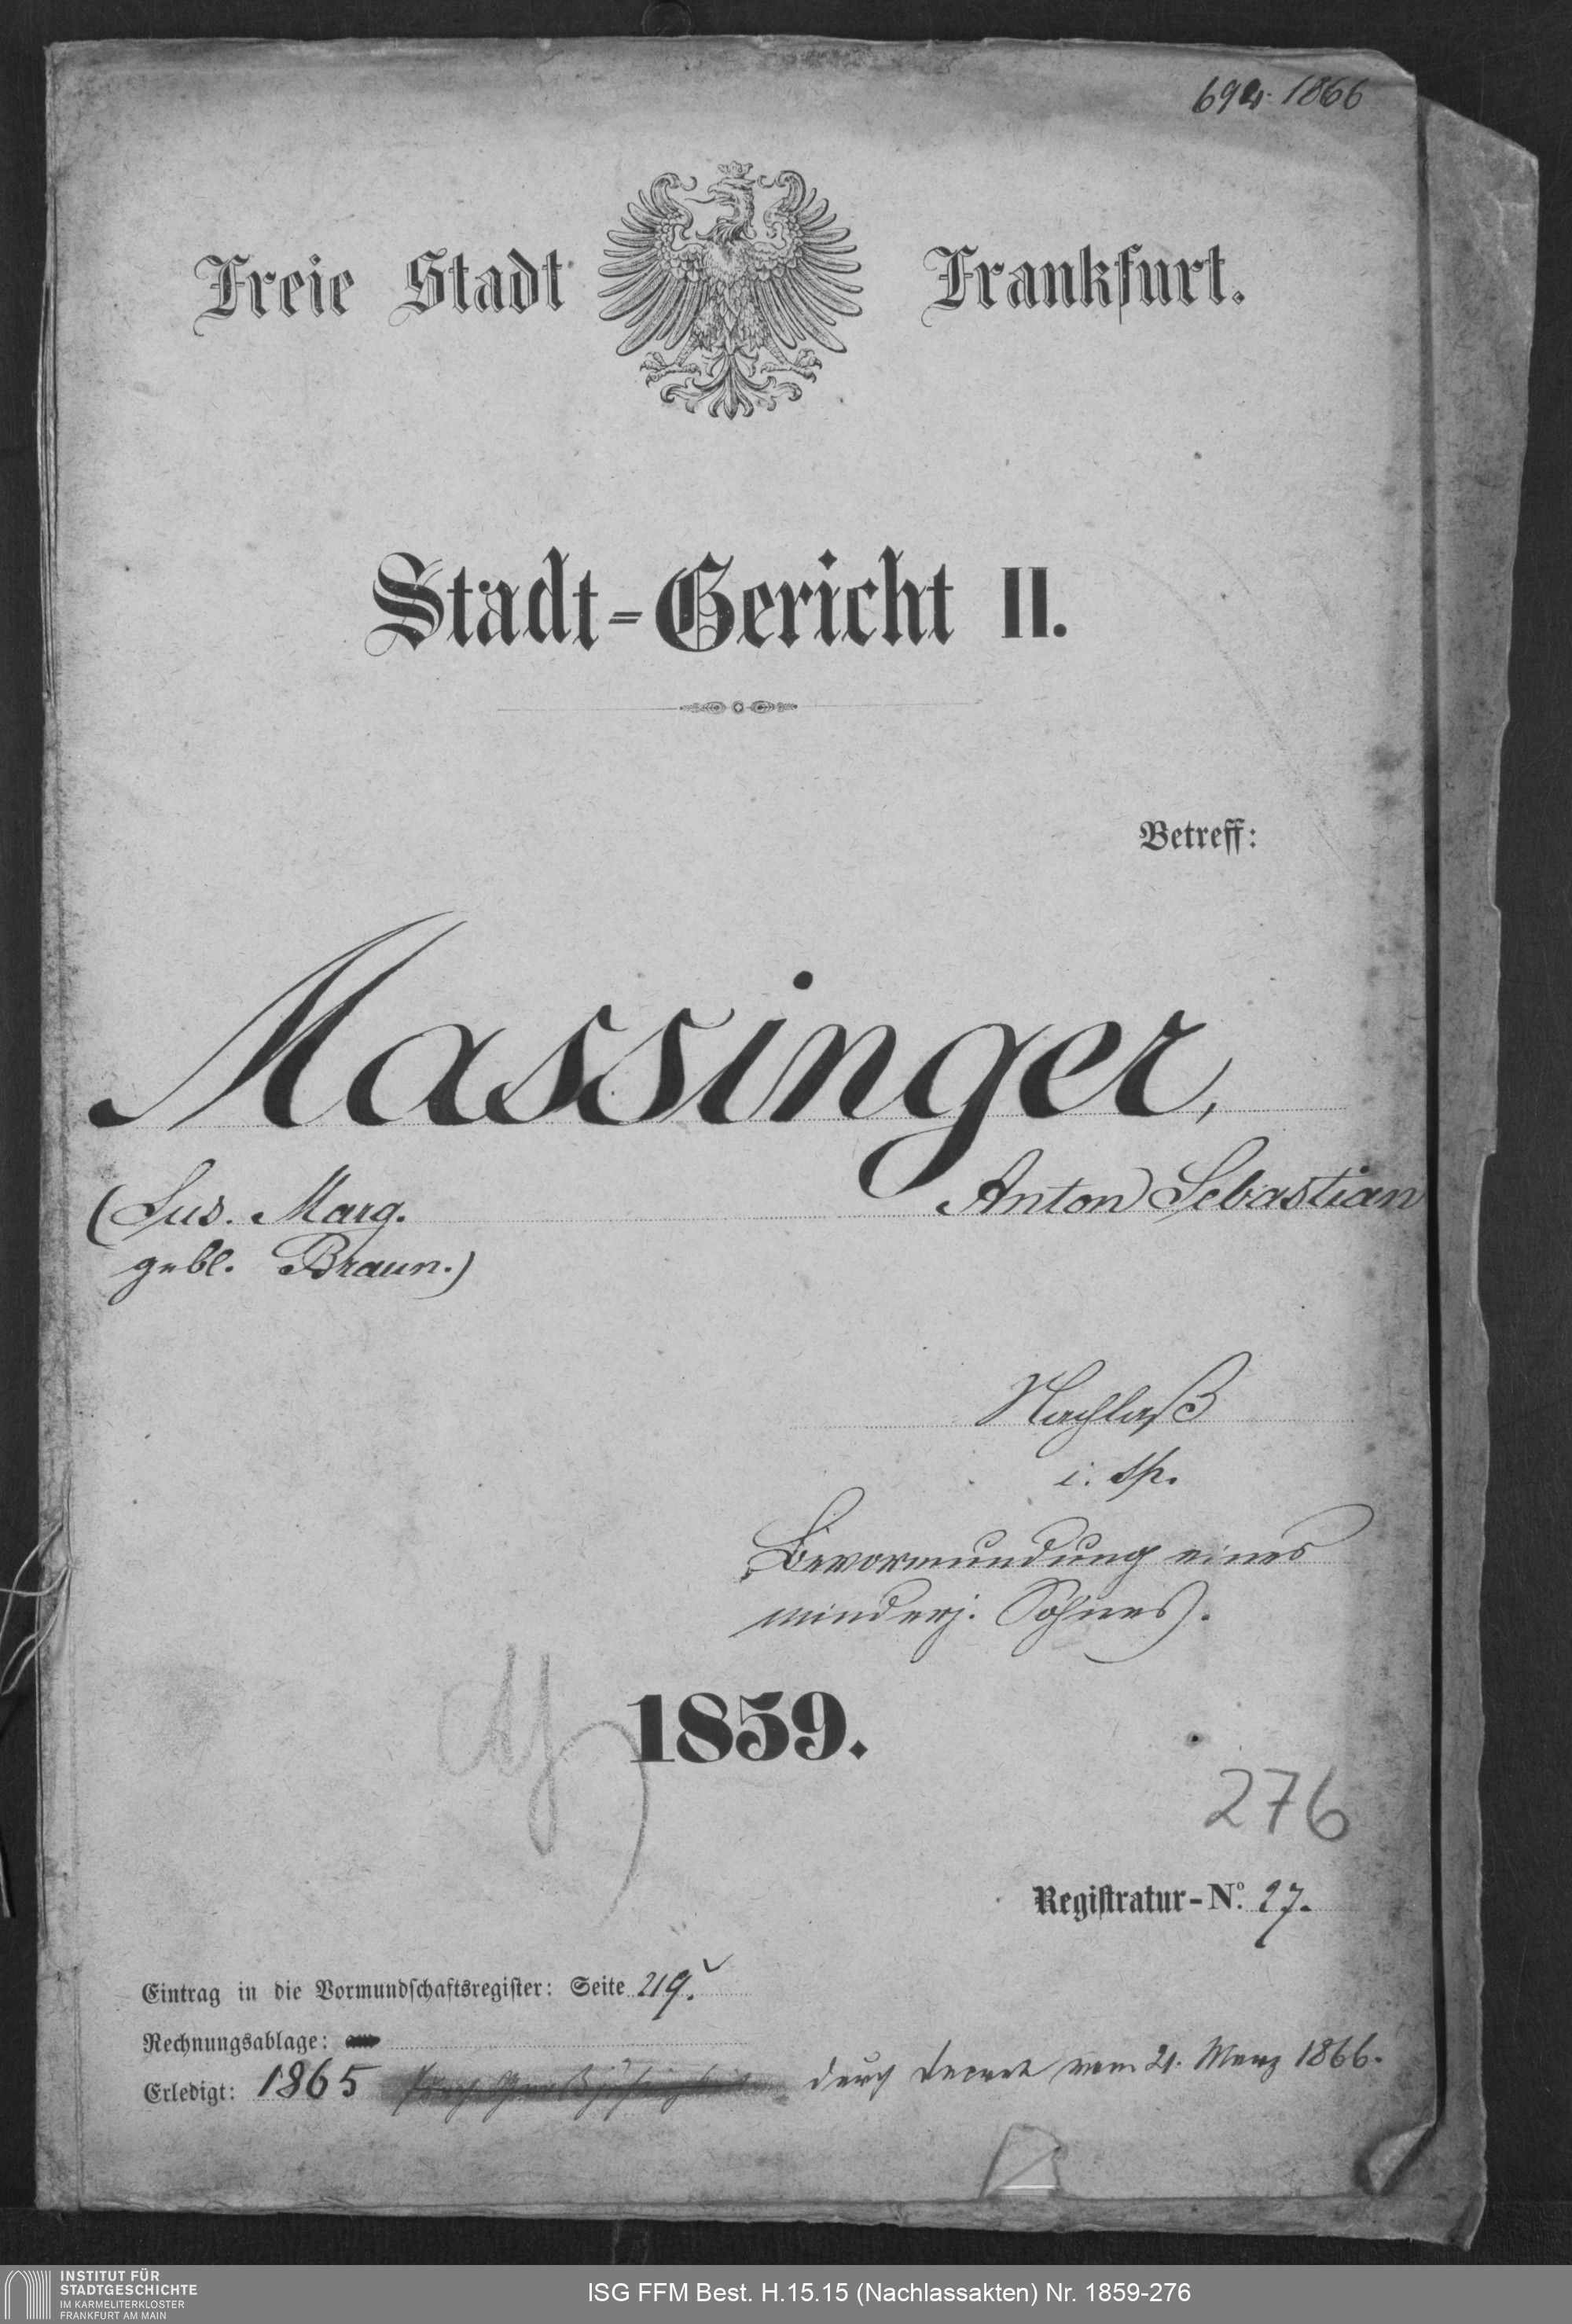 694. 1866
Freie Stadt Frankfurt.
Stadt-Gericht II.
Betreff:
Massinger,
Anton Sebastian
(Sus. Marg.
gebl. Braun.)
Nachlaß
i. sp.
Bevormundung eines
minderj. Sohnes).
1859.
276
Registratur-No. 27.
Eintrag in die Vormundschaftsregister: Seite 219.
Rechnungsablage:
Erledigt: 1865 durch Decret vom 21. Merz 1866.
INSTITUT FÜR
STADTGESCHICHTE
IM KARMELITERKLOSTER
FRANKFURT AM MAIN
ISG FFM Best. H.15.15 (Nachlassakten) Nr. 1859-276